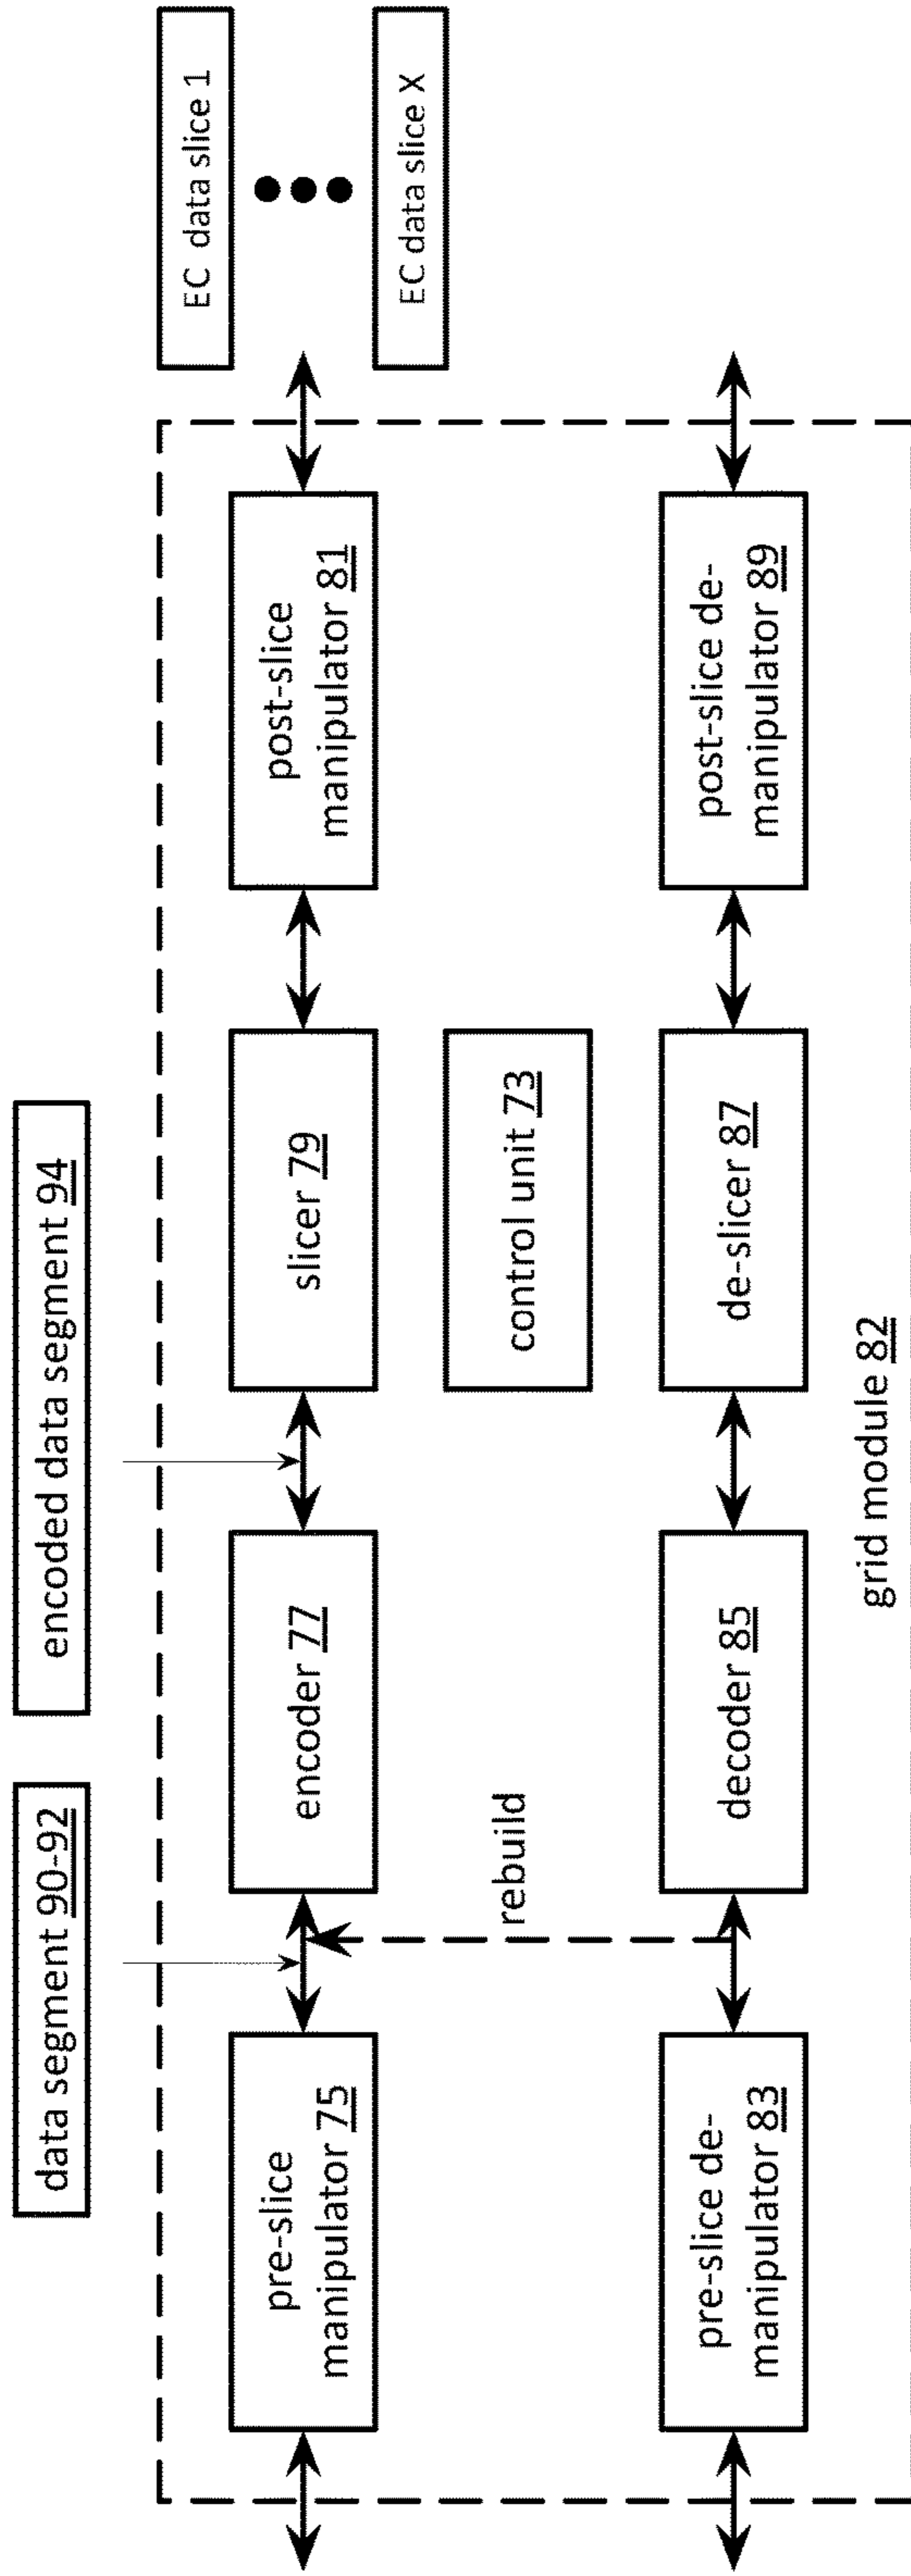 data segment 90-92
encoded data segment 94
EC data slice 1
EC data slice X
pre-slice
manipulator 75
encoder 77
slicer 79
post-slice
manipulator 81
rebuild
control unit 73
pre-slice de-
manipulator 83
decoder 85
de-slicer 87
post-slice de-
manipulator 89
grid module 82